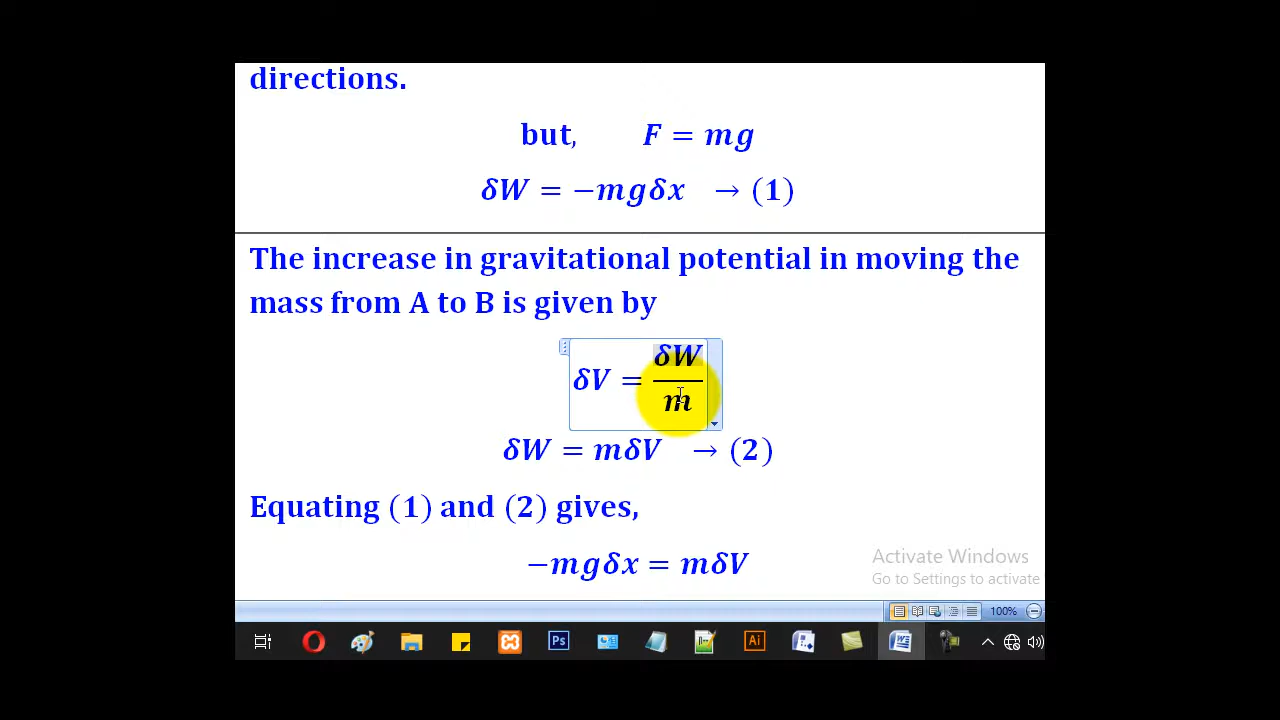 directions.
but, F = mg
δW = −mgδx → (1)
The increase in gravitational potential in moving the
mass from A to B is given by
δV = δW/m
δW = mδV → (2)
Equating (1) and (2) gives,
−mgδx = mδV
Activate Windows
Go to Settings to activate
100%
Ps
Ai
W